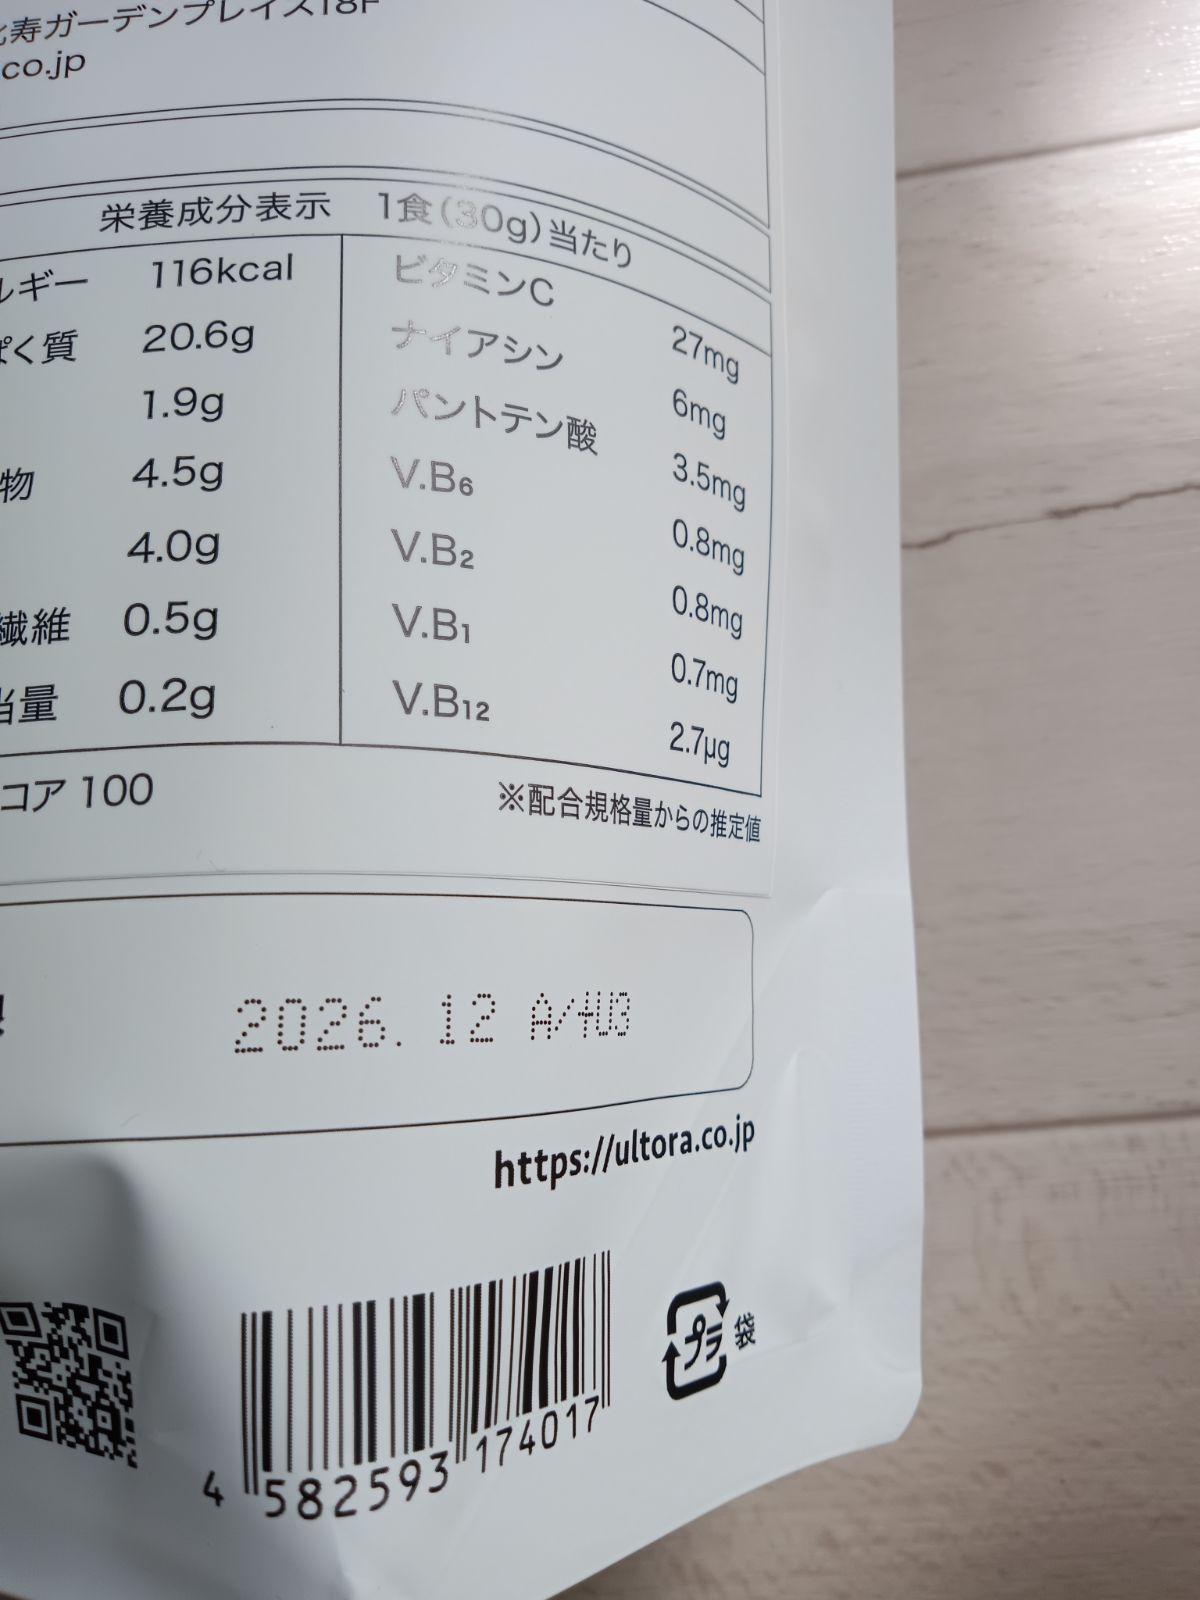 寿ガーデンプレイス18F
co.jp
栄養成分表示 1食(30g)当たり
ルギー 116kcal
ぱく質 20.6g
1.9g
物 4.5g
4.0g
繊維 0.5g
当量 0.2g
ビタミンC 27mg
ナイアシン 6mg
パントテン酸 3.5mg
V.B6 0.8mg
V.B2 0.8mg
V.B1 0.7mg
V.B12 2.7μg
コア 100
※配合規格量からの推定値
2026.12 A/4U3
https://ultora.co.jp
4 582593 174017
プラ 袋